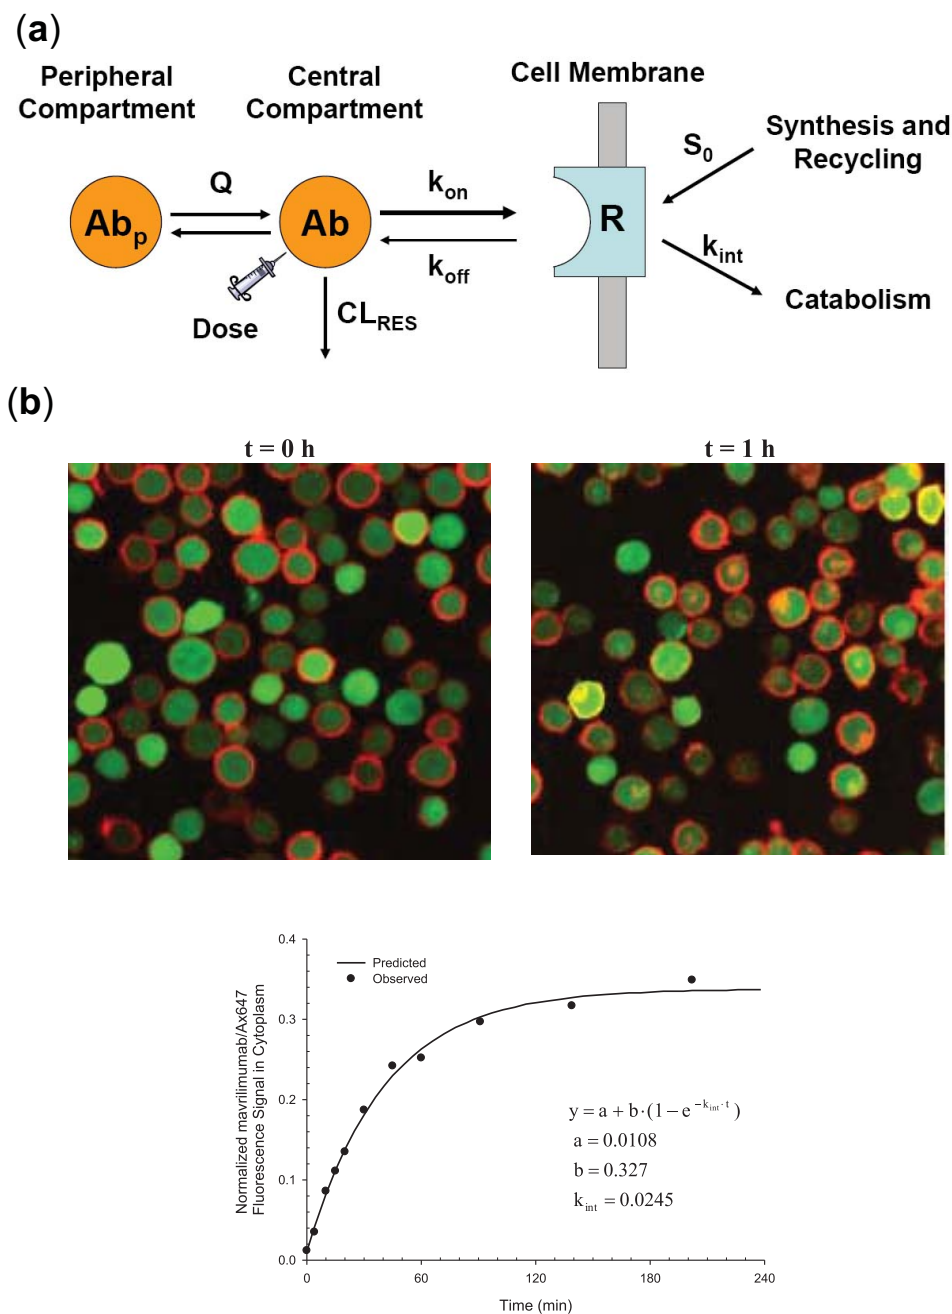 (a)
Peripheral
Compartment
Central
Compartment
Cell Membrane
Synthesis and
Recycling
S0
Q
kon
Abp
Ab
R
koff
kint
Catabolism
Dose
CLRES
(b)
t = 0 h
t = 1 h
Normalized mavrilimumab/Ax647
Fluorescence Signal in Cytoplasm
0.4
0.3
0.2
0.1
0.0
Predicted
Observed
y = a + b·(1 − e^−kint·t)
a = 0.0108
b = 0.327
kint = 0.0245
0
60
120
180
240
Time (min)